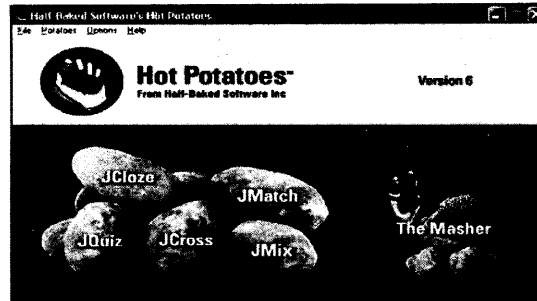 Half-Baked Software's Hot Potatoes
File Potatoes Options Help
Hot Potatoes™
From Half-Baked Software Inc
Version 6
JCloze
JMatch
JQuiz
JCross
JMix
The Masher